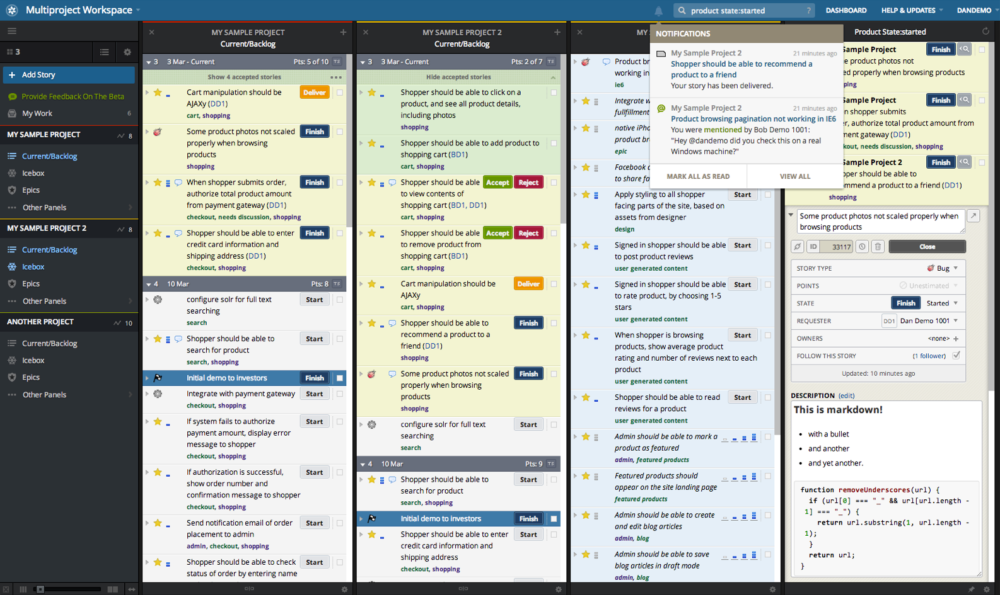 Multiproject Workspace
product state:started
?
DASHBOARD
HELP & UPDATES
DANDEMO
3
Add Story
Provide Feedback On The Beta
My Work
6
MY SAMPLE PROJECT
8
Current/Backlog
Icebox
Epics
Other Panels
MY SAMPLE PROJECT 2
8
Current/Backlog
Icebox
Epics
Other Panels
ANOTHER PROJECT
10
Current/Backlog
Icebox
Epics
Other Panels
MY SAMPLE PROJECT
Current/Backlog
3 3 Mar - Current Pts: 5 of 10 TS
Show 4 accepted stories
Cart manipulation should be
AJAXy (DD1)
cart, shopping
Deliver
Some product photos not scaled
properly when browsing
products
shopping
Finish
When shopper submits order,
authorize total product amount
from payment gateway (DD1)
checkout, needs discussion, shopping
Finish
Shopper should be able to enter
credit card information and
shipping address (DD1)
checkout, shopping
Finish
4 10 Mar Pts: 8 TS
configure solr for full text
searching
search
Start
Shopper should be able to
search for product
search, shopping
Start
Initial demo to investors
Finish
Integrate with payment gateway
checkout, shopping
Start
If system fails to authorize
payment amount, display error
message to shopper
checkout, shopping
Start
If authorization is successful,
show order number and
confirmation message to shopper
checkout, shopping
Start
Send notification email of order
placement to admin
admin, checkout, shopping
Start
Shopper should be able to check
status of order by entering name
Start
MY SAMPLE PROJECT 2
Current/Backlog
3 3 Mar - Current Pts: 2 of 7 TS
Hide accepted stories
Shopper should be able to click on a
product, and see all product details,
including photos
shopping
Shopper should be able to add product to
shopping cart (BD1)
cart, shopping
Shopper should be able
to view contents of
shopping cart (BD1, DD1)
cart, shopping
Accept
Reject
Shopper should be able
to remove product from
shopping cart (BD1)
cart, shopping
Accept
Reject
Cart manipulation should be
AJAXy
cart, shopping
Deliver
Shopper should be able to
recommend a product to a
friend (DD1)
shopping
Finish
Some product photos not scaled
properly when browsing
products
shopping
Finish
configure solr for full text
searching
search
Start
4 10 Mar Pts: 9 TS
Shopper should be able to
search for product
search, shopping
Start
Initial demo to investors
Finish
Shopper should be able to enter
credit card information and
shipping address
checkout, shopping
Start
MY
Product br
working in
ie6
Integrate w
fullfillment
native iPho
product br
epic
Facebook
to share fa
Apply styling to all shopper
facing parts of the site, based on
assets from designer
design
Start
Signed in shopper should be able
to post product reviews
user generated content
Start
Signed in shopper should be able
to rate product, by choosing 1-5
stars
user generated content
Start
When shopper is browsing
products, show average product
rating and number of reviews next to each
product
user generated content
Start
Shopper should be able to read
reviews for a product
user generated content
Start
Admin should be able to mark a
product as featured
admin, featured products
Featured products should
appear on the site landing page
featured products
Admin should be able to create
and edit blog articles
admin, blog
Admin should be able to save
blog articles in draft mode
admin, blog
NOTIFICATIONS
My Sample Project 2
21 minutes ago
Shopper should be able to recommend a
product to a friend
Your story has been delivered.
My Sample Project 2
21 minutes ago
Product browsing pagination not working in IE6
You were mentioned by Bob Demo 1001:
"Hey @dandemo did you check this on a real
Windows machine?"
MARK ALL AS READ
VIEW ALL
Product State:started
Sample Project
Finish
e product photos not
ed properly when browsing products
pping
Sample Project
Finish
n shopper submits
r, authorize total product amount from
ment gateway (DD1)
kout, needs discussion, shopping
Sample Project 2
Finish
pper should be able to
mmend a product to a friend (DD1)
shopping
Some product photos not scaled properly when
browsing products
ID 33117
Close
STORY TYPE Bug
POINTS Unestimated
STATE Finish Started
REQUESTER DD1 Dan Demo 1001
OWNERS <none> +
FOLLOW THIS STORY (1 follower)
Updated: 10 minutes ago
DESCRIPTION (edit)
This is markdown!
• with a bullet
• and another
• and yet another.
function removeUnderscores(url) {
if (url[0] === "_" && url[url.length -
1] === "_") {
return url.substring(1, url.length -
1);
}
return url;
}